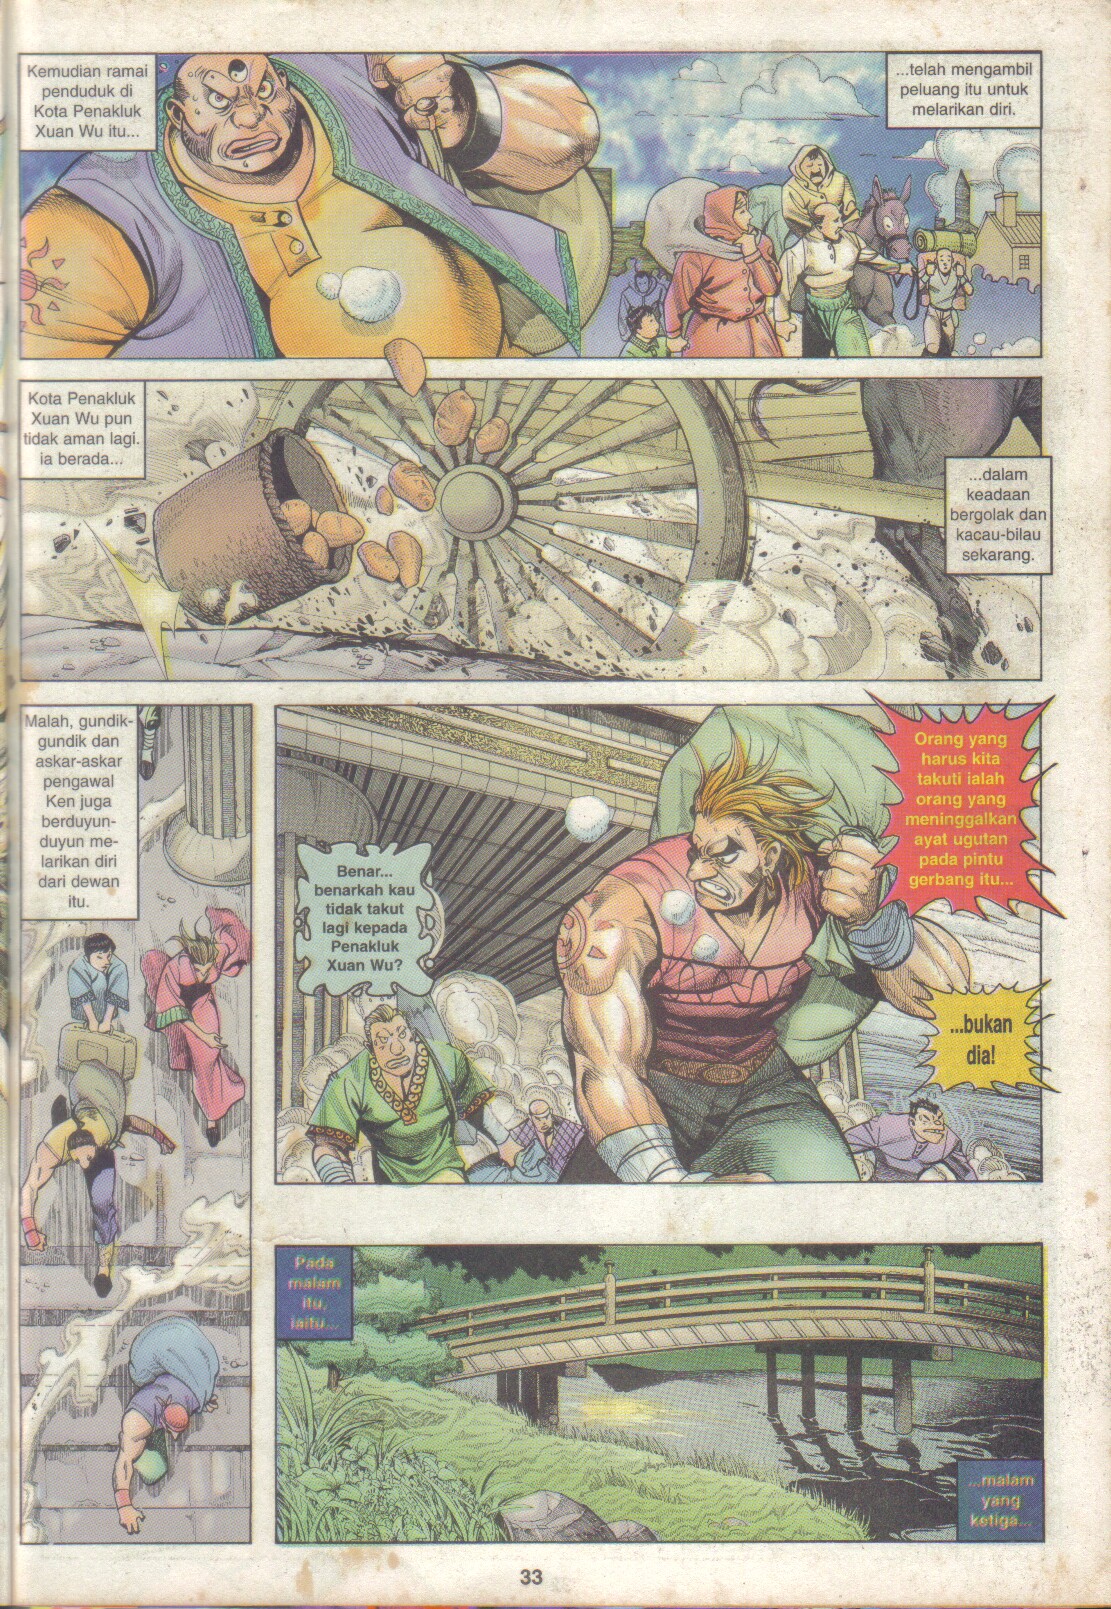 Kemudian ramai
penduduk di
Kota Penakluk
Xuan Wu itu...
...telah mengambil
peluang itu untuk
melarikan diri.
Kota Penakluk
Xuan Wu pun
tidak aman lagi.
ia berada...
...dalam
keadaan
bergolak dan
kacau-bilau
sekarang.
Malah, gundik-
gundik dan
askar-askar
pengawal
Ken juga
berduyun-
duyun me-
larikan diri
dari dewan
itu.
Benar...
benarkah kau
tidak takut
lagi kepada
Penakluk
Xuan Wu?
Orang yang
harus kita
takuti ialah
orang yang
meninggalkan
ayat ugutan
pada pintu
gerbang itu...
...bukan
dia!
Pada
malam
itu,
iaitu...
...malam
yang
ketiga...
33